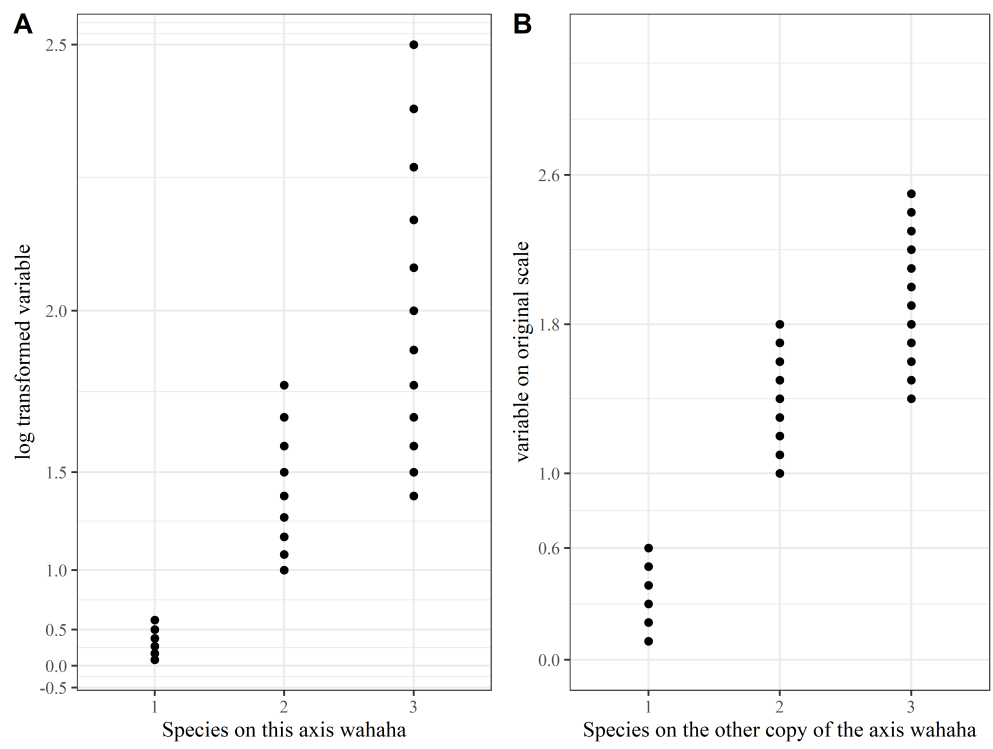 A
log transformed variable
2.5
2.0
1.5
1.0
0.5
0.0
-0.5
1 2 3
Species on this axis wahaha
B
variable on original scale
2.6
1.8
1.0
0.6
0.0
1 2 3
Species on the other copy of the axis wahaha